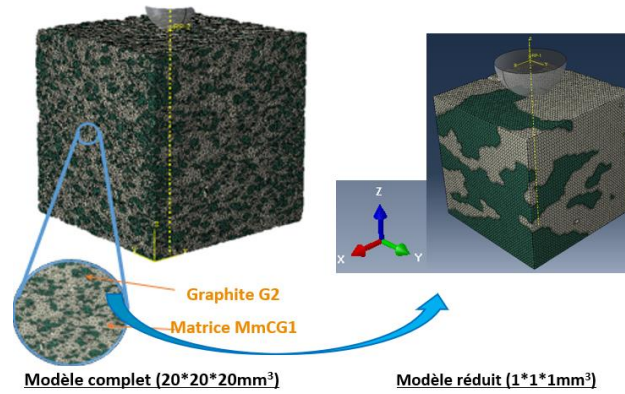 Z
X
Y
Graphite G2
Matrice MmCG1
Modèle complet (20*20*20mm³)
Modèle réduit (1*1*1mm³)